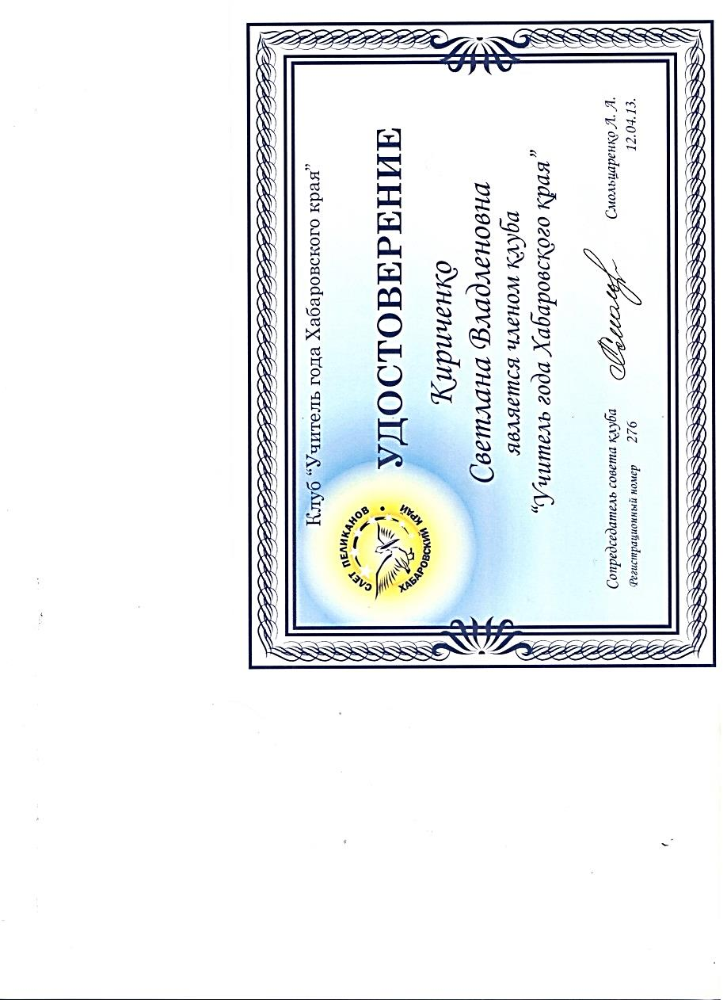 Клуб “Учитель года Хабаровского края”
СЛЕТ ПЕЛИКАНОВ •
ХАБАРОВСКИЙ КРАЙ
УДОСТОВЕРЕНИЕ
Кириченко
Светлана Владленовна
является членом клуба
“Учитель года Хабаровского края”
Сопредседатель совета клуба Смольцаренко Л. А.
Регистрационный номер 276 12.04.13.